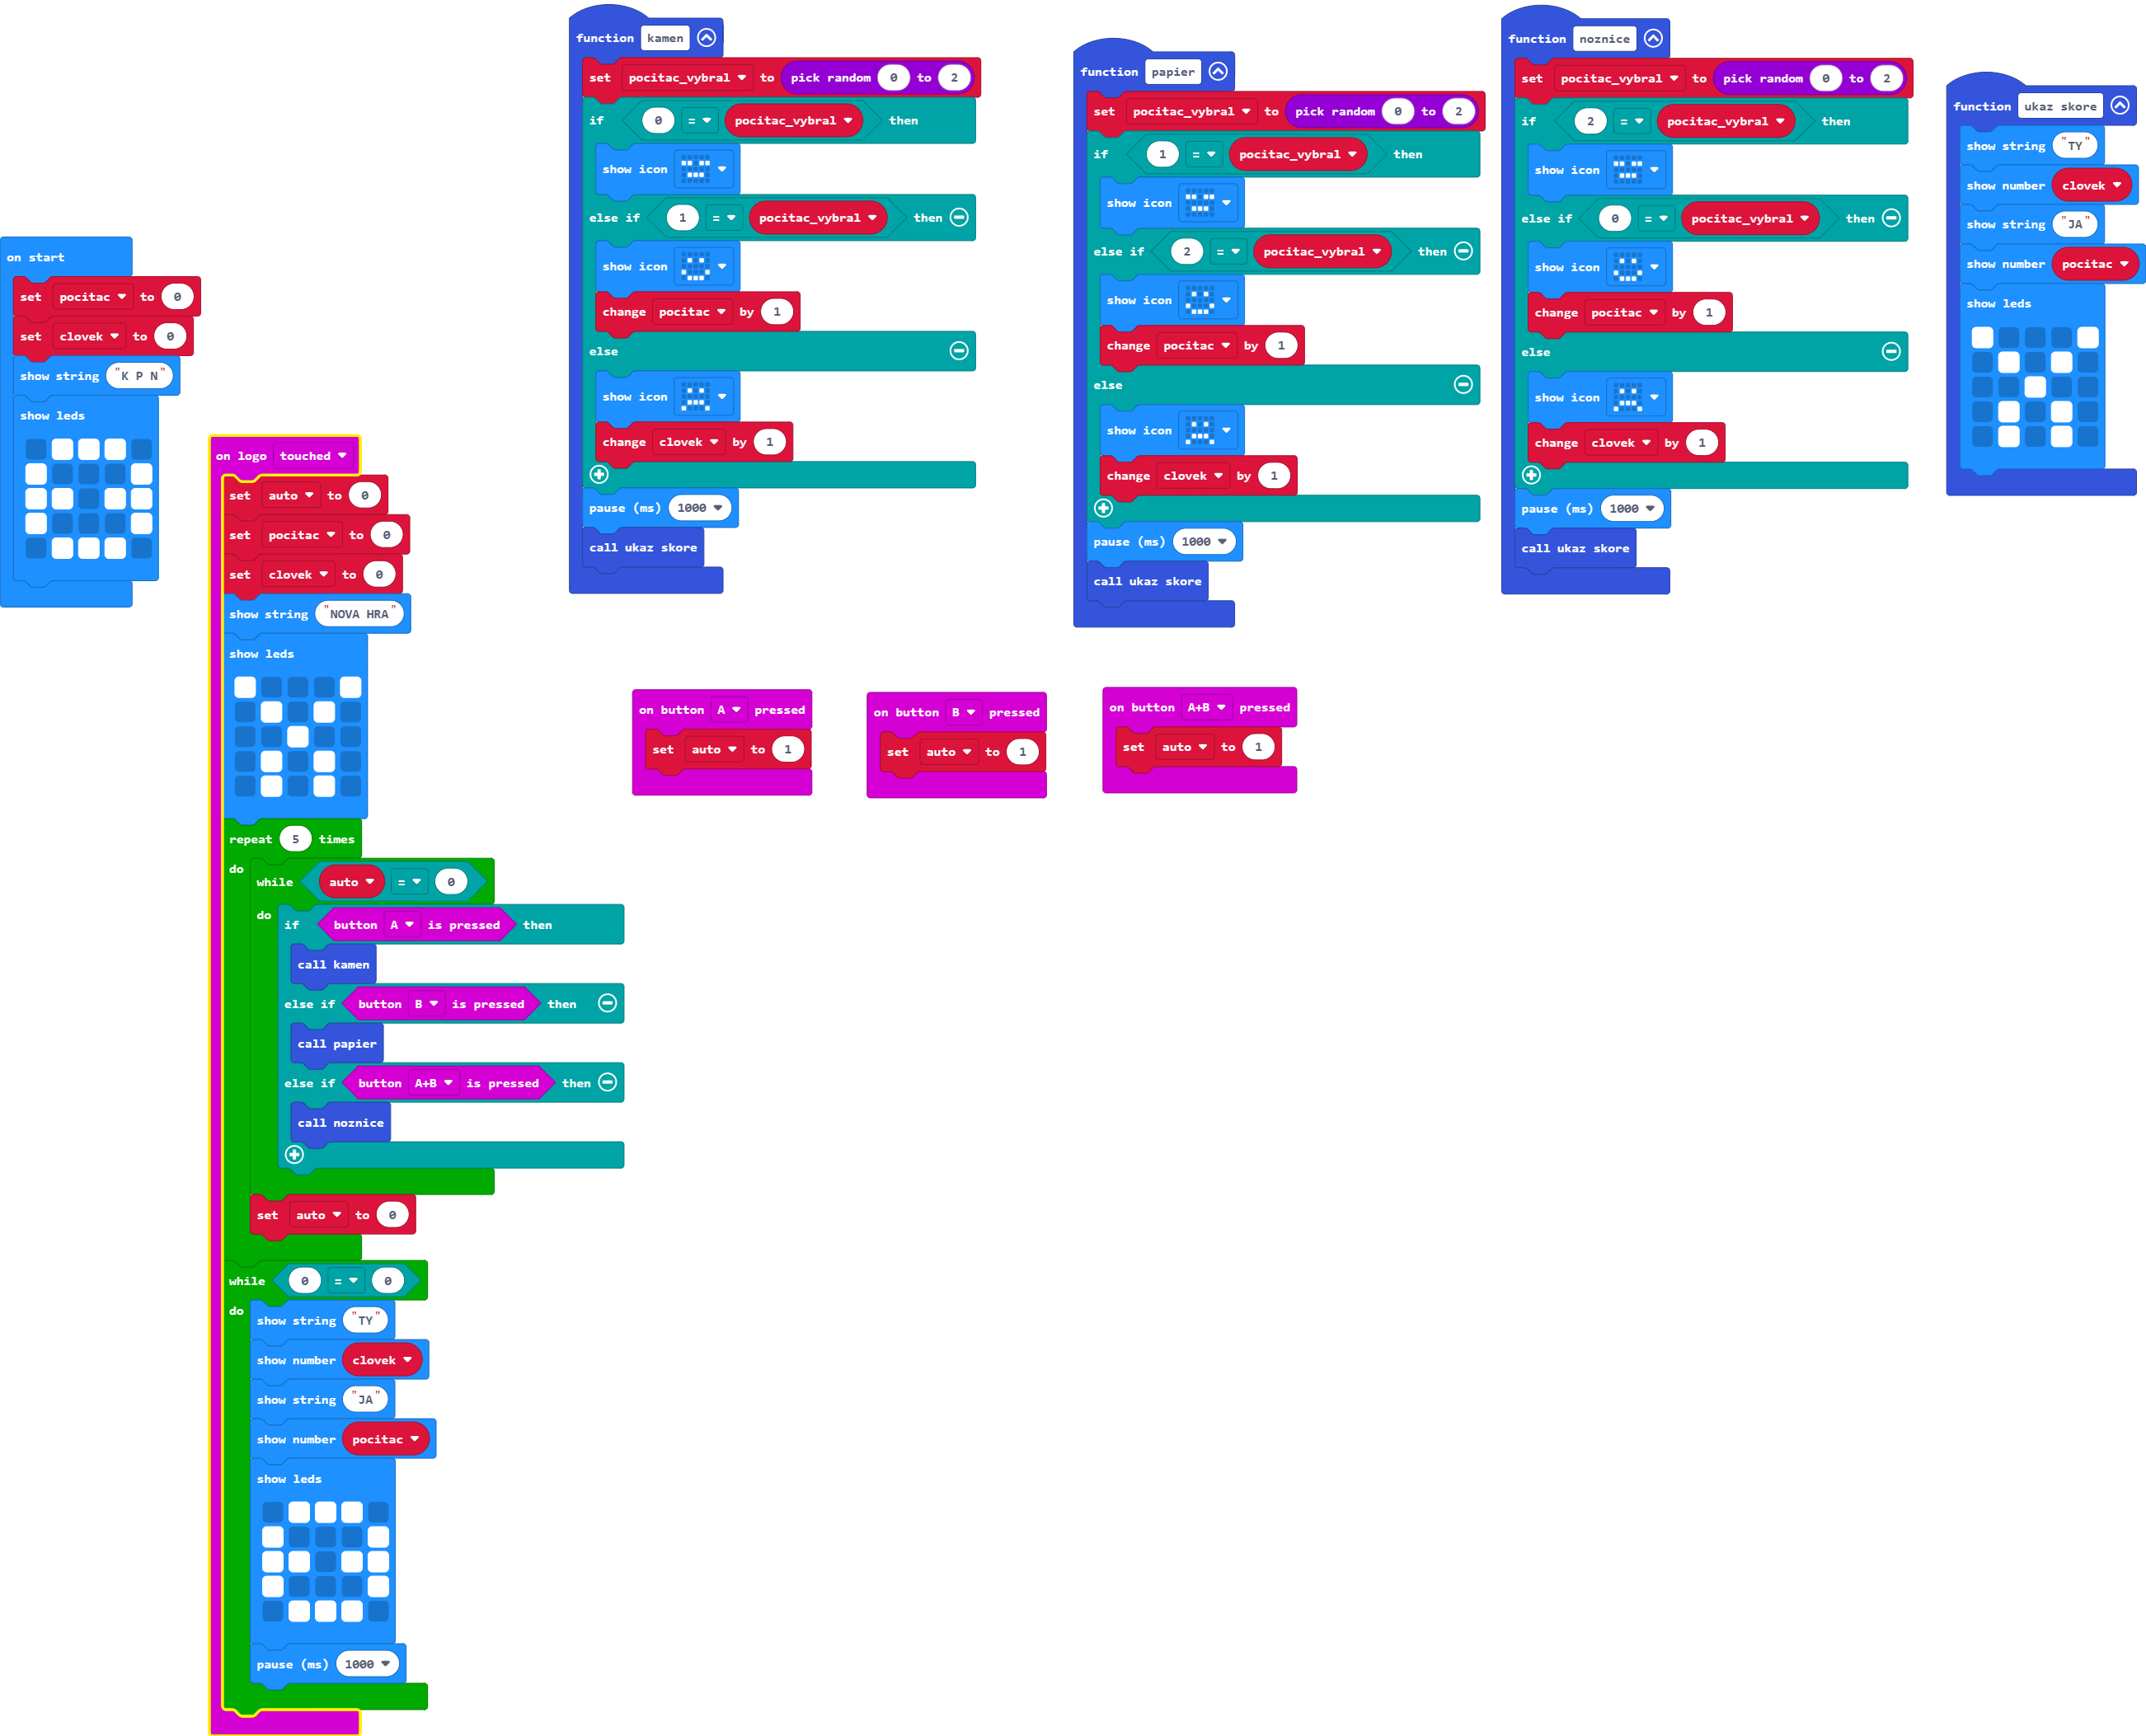 on start
set pocitac to 0
set clovek to 0
show string "K P N"
show leds
on logo touched
set auto to 0
set pocitac to 0
set clovek to 0
show string "NOVA HRA"
show leds
repeat 5 times
do
while auto = 0
do
if button A is pressed then
call kamen
else if button B is pressed then
call papier
else if button A+B is pressed then
call noznice
set auto to 0
while 0 = 0
do
show string "TY"
show number clovek
show string "JA"
show number pocitac
show leds
pause (ms) 1000
function kamen
set pocitac_vybral to pick random 0 to 2
if 0 = pocitac_vybral then
show icon
else if 1 = pocitac_vybral then
show icon
change pocitac by 1
else
show icon
change clovek by 1
pause (ms) 1000
call ukaz skore
function papier
set pocitac_vybral to pick random 0 to 2
if 1 = pocitac_vybral then
show icon
else if 2 = pocitac_vybral then
show icon
change pocitac by 1
else
show icon
change clovek by 1
pause (ms) 1000
call ukaz skore
function noznice
set pocitac_vybral to pick random 0 to 2
if 2 = pocitac_vybral then
show icon
else if 0 = pocitac_vybral then
show icon
change pocitac by 1
else
show icon
change clovek by 1
pause (ms) 1000
call ukaz skore
function ukaz skore
show string "TY"
show number clovek
show string "JA"
show number pocitac
show leds
on button A pressed
set auto to 1
on button B pressed
set auto to 1
on button A+B pressed
set auto to 1